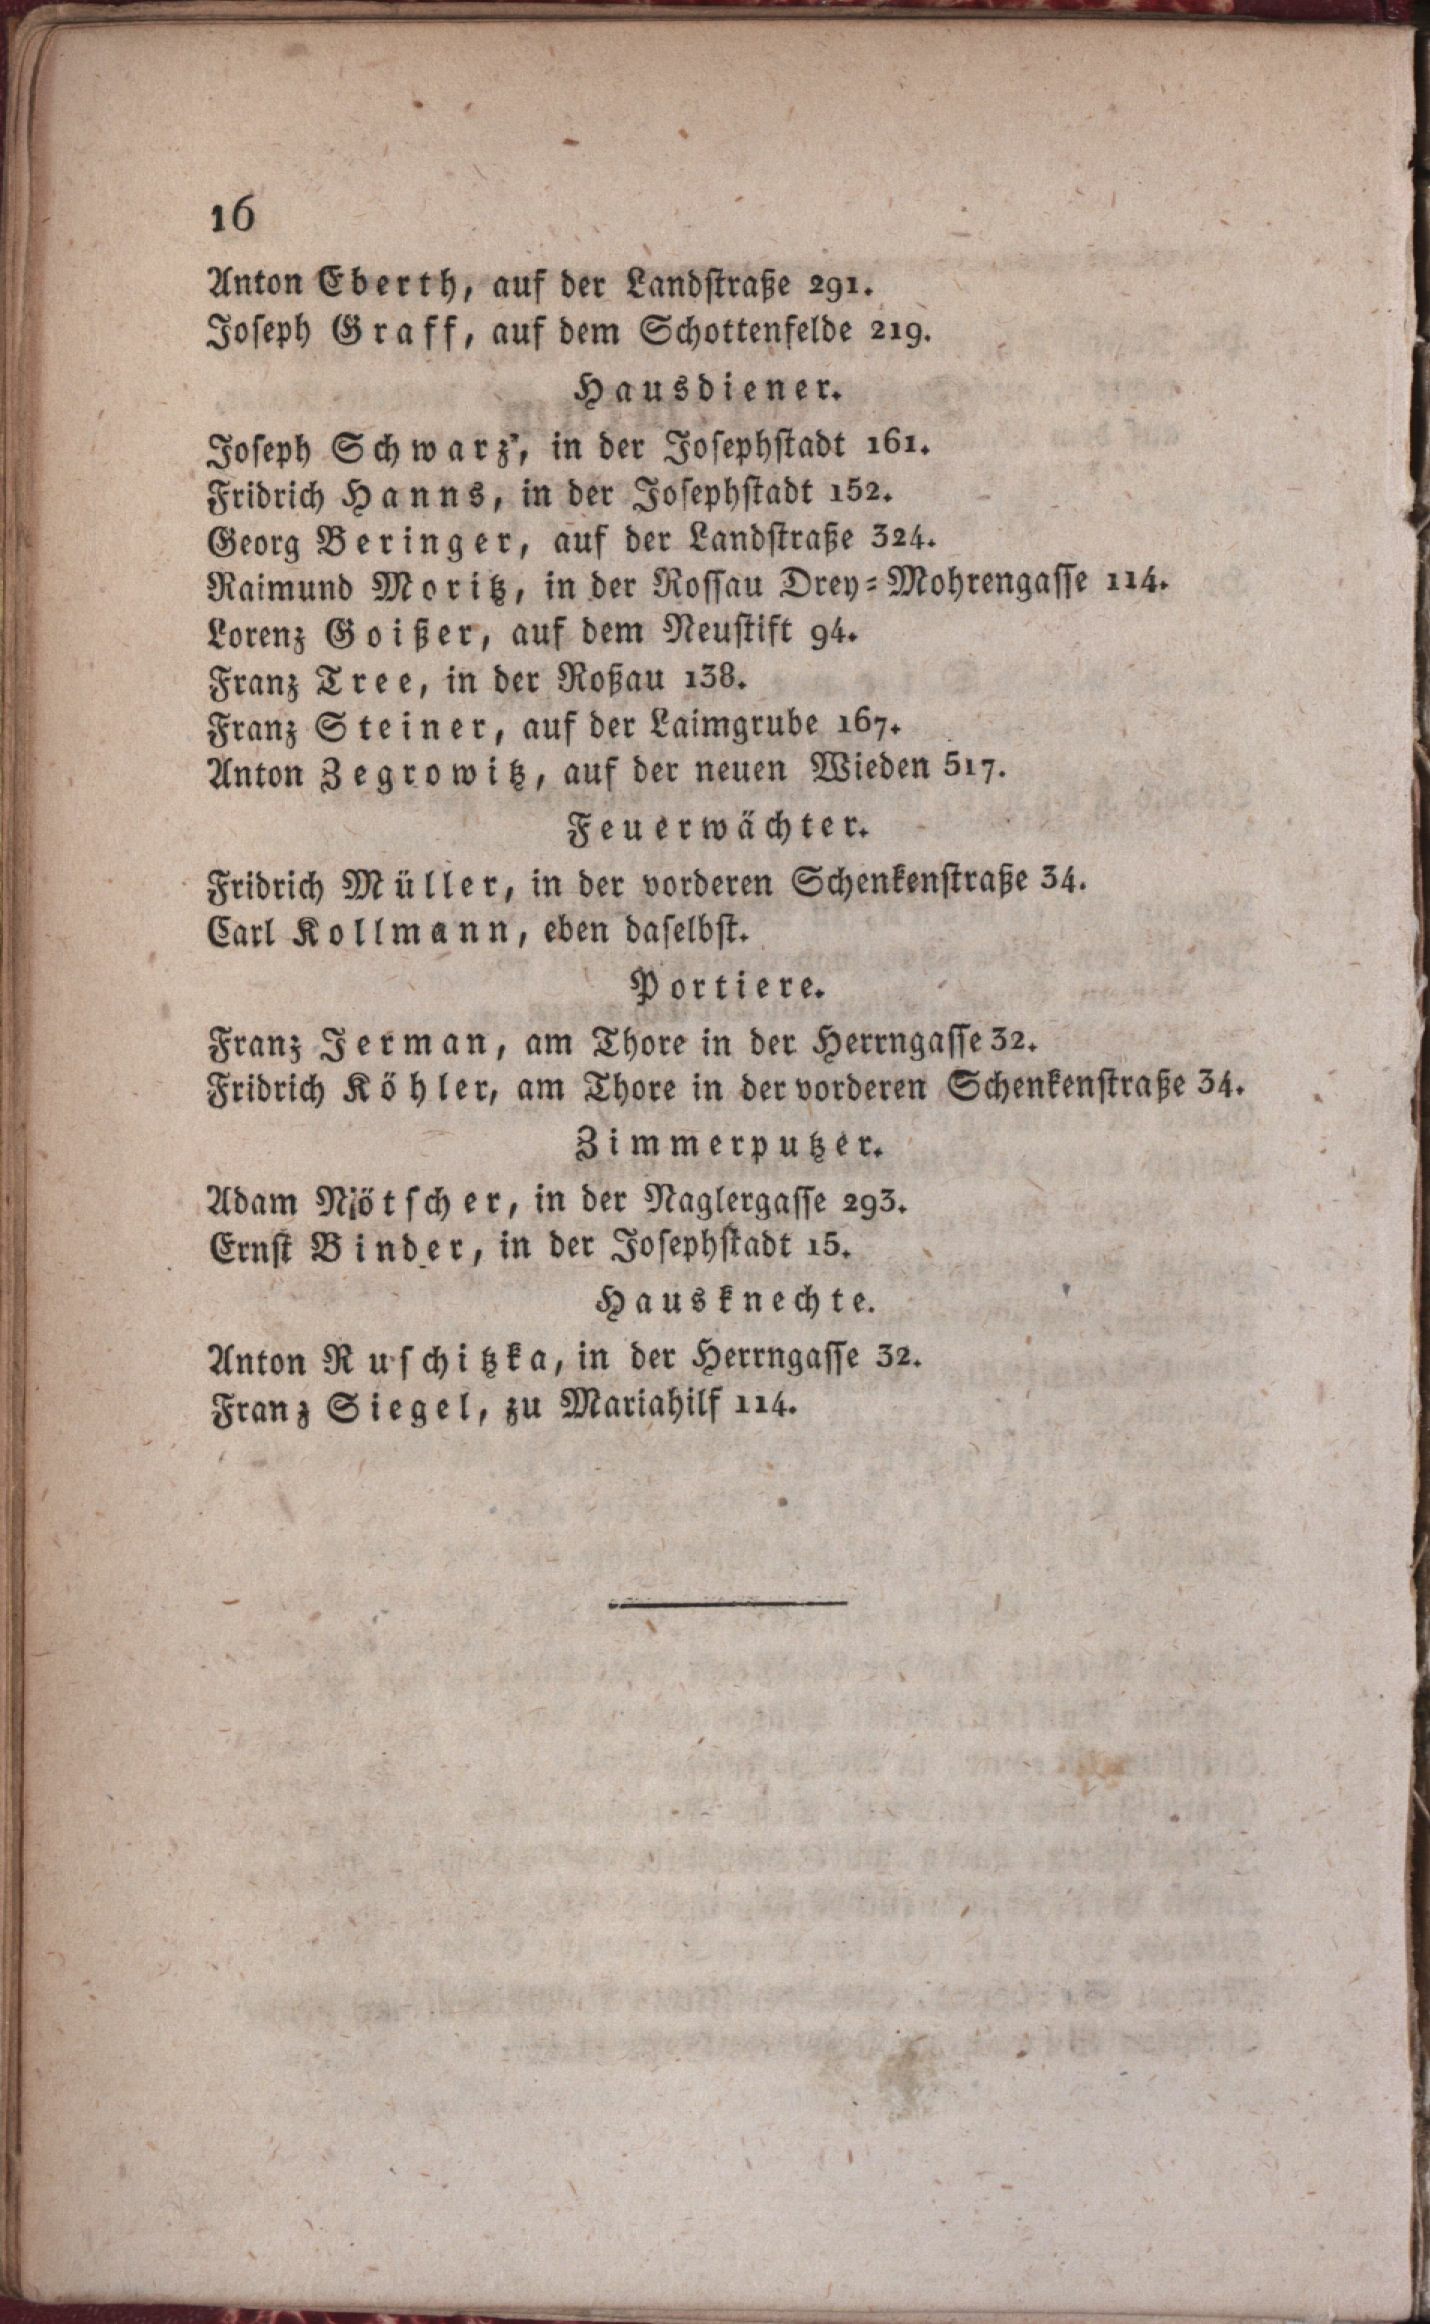 16
Anton Eberth, auf der Landstraße 291.
Joseph Graff, auf dem Schottenfelde 219.
Hausdiener.
Joseph Schwarz, in der Josephstadt 161.
Fridrich Hanns, in der Josephstadt 152.
Georg Beringer, auf der Landstraße 324.
Raimund Moritz, in der Rossau Drey-Mohrengasse 114.
Lorenz Goißer, auf dem Neustift 94.
Franz Tree, in der Roßau 138.
Franz Steiner, auf der Laimgrube 167.
Anton Zegrowitz, auf der neuen Wieden 517.
Feuerwächter.
Fridrich Müller, in der vorderen Schenkenstraße 34.
Carl Kollmann, eben daselbst.
Portiere.
Franz Jerman, am Thore in der Herrngasse 32.
Fridrich Köhler, am Thore in der vorderen Schenkenstraße 34.
Zimmerputzer.
Adam Nötscher, in der Naglergasse 293.
Ernst Binder, in der Josephstadt 15.
Hausknechte.
Anton Ruschitzka, in der Herrngasse 32.
Franz Siegel, zu Mariahilf 114.